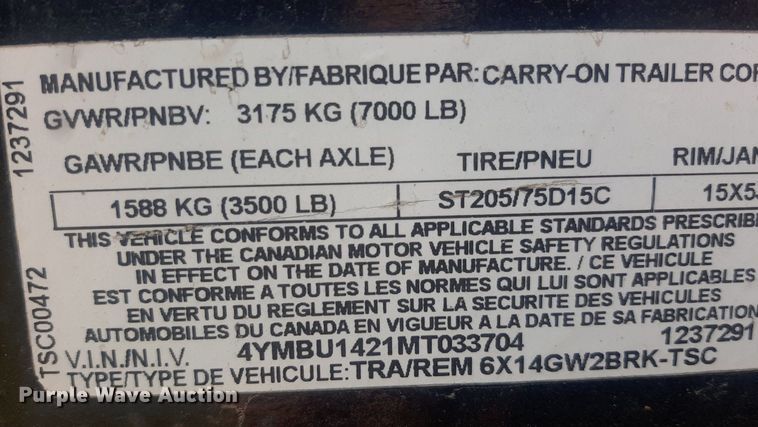 MANUFACTURED BY/FABRIQUE PAR: CARRY-ON TRAILER COR
GVWR/PNBV: 3175 KG (7000 LB)
GAWR/PNBE (EACH AXLE) TIRE/PNEU RIM/JAN
1588 KG (3500 LB) ST205/75D15C 15X5
THIS VEHICLE CONFORMS TO ALL APPLICABLE STANDARDS PRESCRIBE
UNDER THE CANADIAN MOTOR VEHICLE SAFETY REGULATIONS
IN EFFECT ON THE DATE OF MANUFACTURE. / CE VEHICULE
EST CONFORME A TOUTES LES NORMES QUI LUI SONT APPLICABLES
EN VERTU DU REGLEMENT SUR LA SECURITE DES VEHICULES
AUTOMOBILES DU CANADA EN VIGUEUR A LA DATE DE SA FABRICATION
V.I.N./N.I.V. 4YMBU1421MT033704 1237291
TYPE/TYPE DE VEHICULE: TRA/REM 6X14GW2BRK-TSC
TSC00472 1237291
Purple Wave Auction